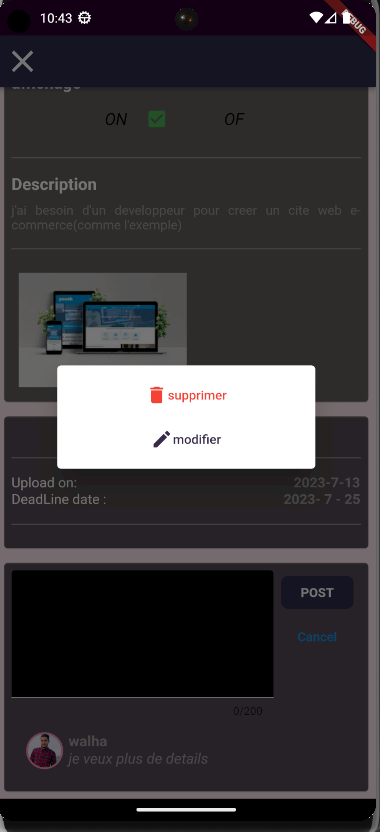 10:43
DEBUG
affichage
ON OF
Description
j'ai besoin d'un developpeur pour creer un cite web e-
commerce(comme l'exemple)
supprimer
modifier
Upload on: 2023-7-13
DeadLine date : 2023- 7 - 25
POST
Cancel
0/200
walha
je veux plus de details